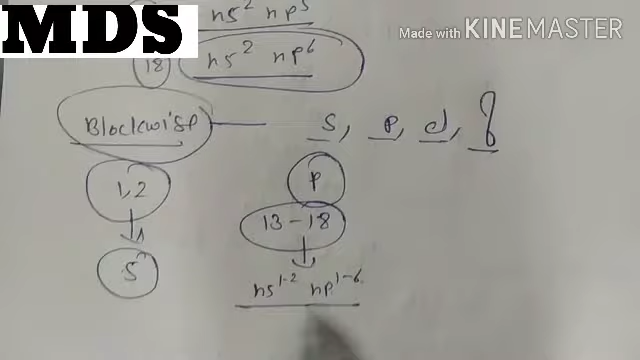 MDS
Made with KINEMASTER
ns² np⁵
18 ns² np⁶
Blockwise s, p, d, f
1,2 p
13-18
s
ns¹⁻² np¹⁻⁶